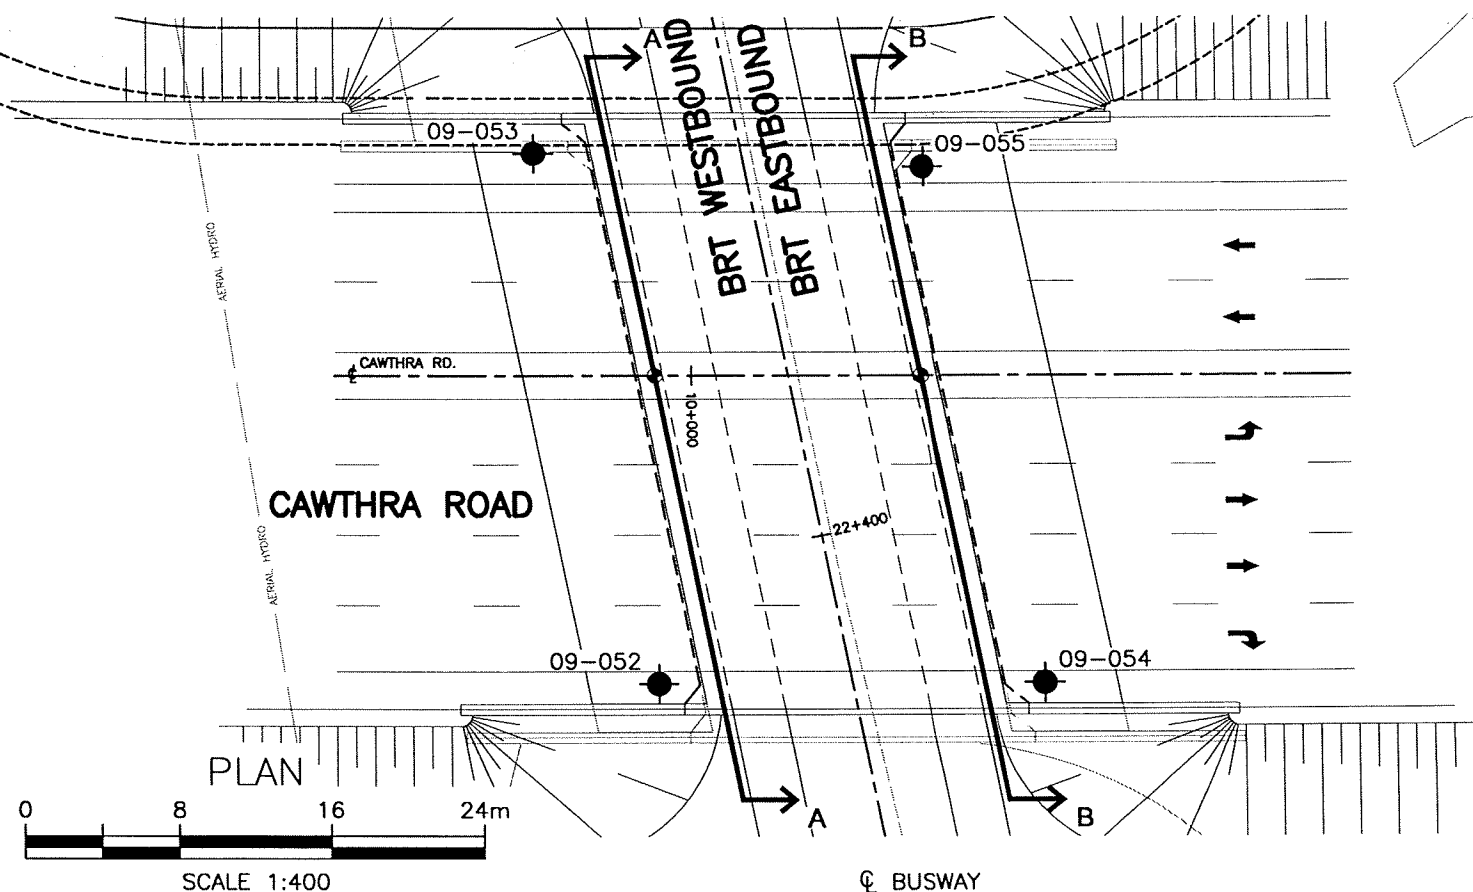 A
B
BRT WESTBOUND
BRT EASTBOUND
09-053
09-055
AERIAL HYDRO
℄ CAWTHRA RD.
10+000
CAWTHRA ROAD
22+400
AERIAL HYDRO
09-052
09-054
PLAN
0 8 16 24m
A
B
SCALE 1:400
℄ BUSWAY